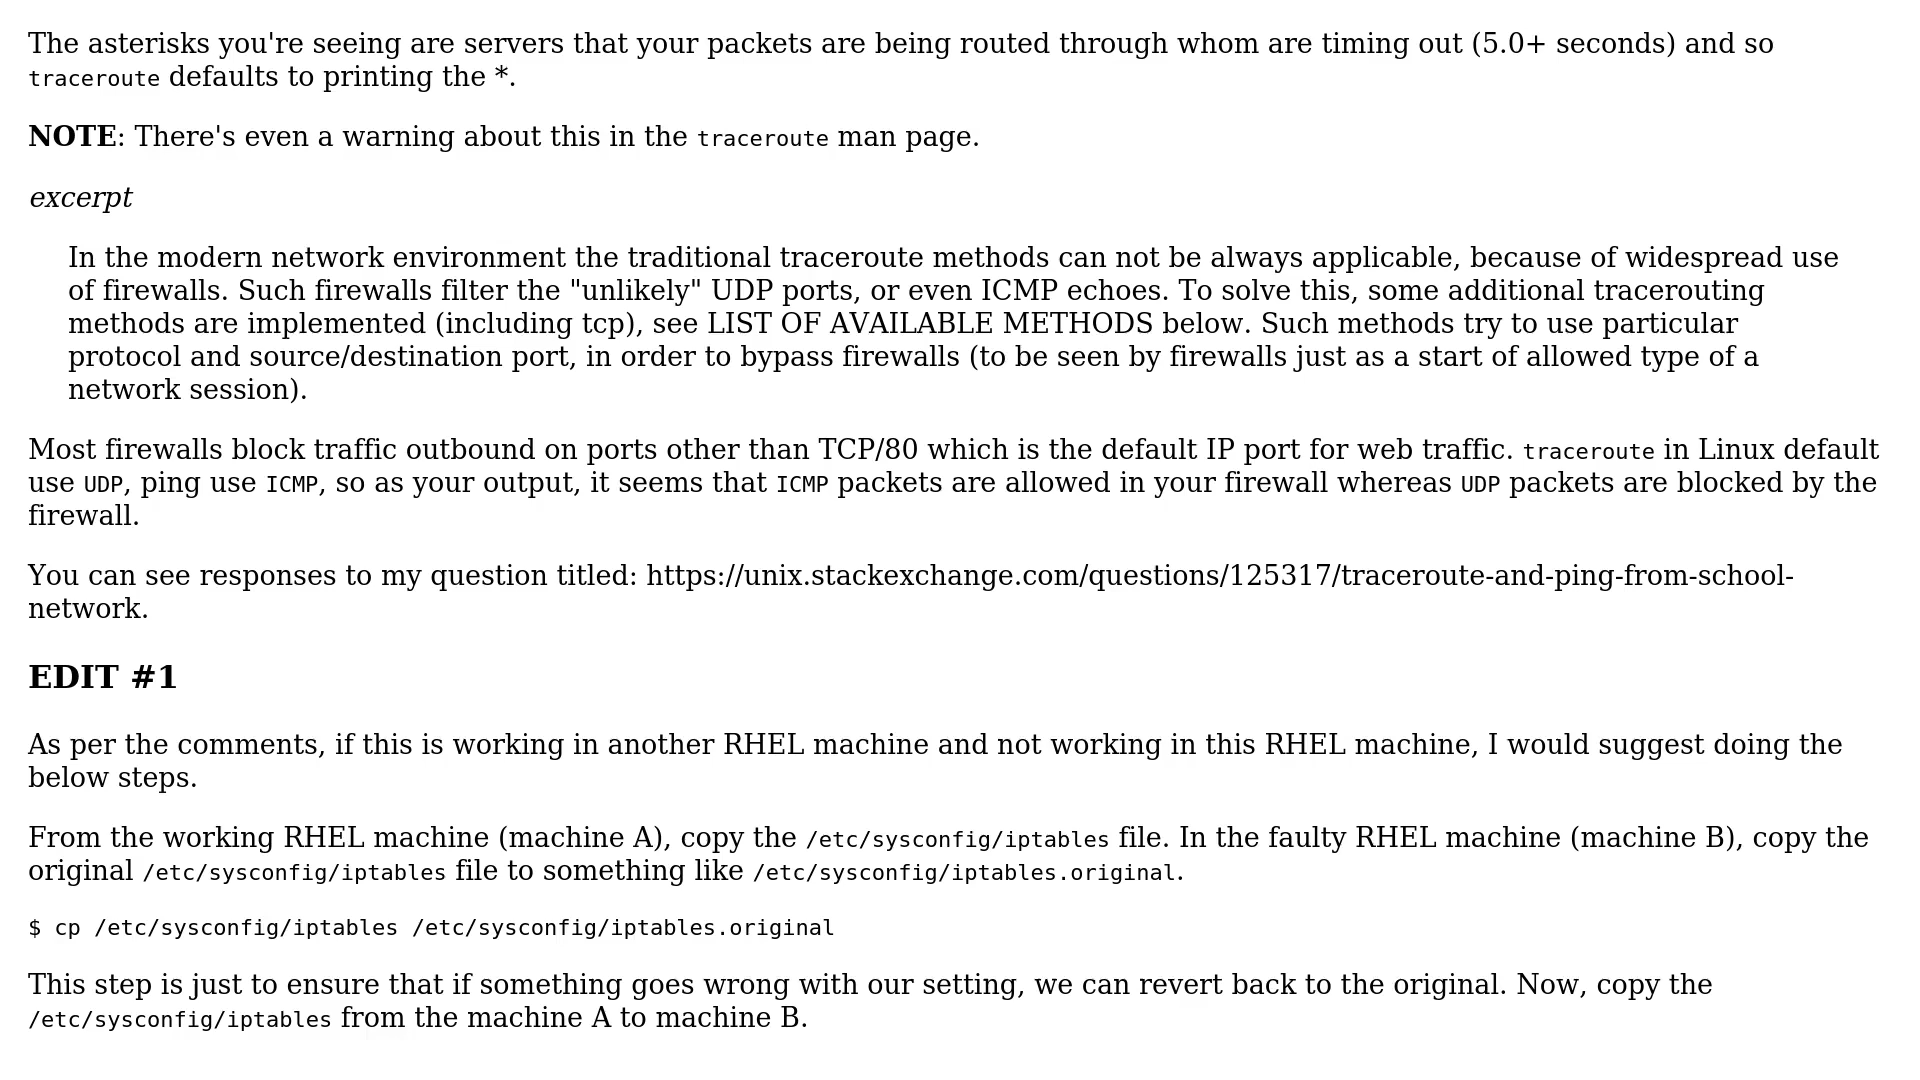 The asterisks you're seeing are servers that your packets are being routed through whom are timing out (5.0+ seconds) and so
traceroute defaults to printing the *.
NOTE: There's even a warning about this in the traceroute man page.
excerpt
In the modern network environment the traditional traceroute methods can not be always applicable, because of widespread use
of firewalls. Such firewalls filter the "unlikely" UDP ports, or even ICMP echoes. To solve this, some additional tracerouting
methods are implemented (including tcp), see LIST OF AVAILABLE METHODS below. Such methods try to use particular
protocol and source/destination port, in order to bypass firewalls (to be seen by firewalls just as a start of allowed type of a
network session).
Most firewalls block traffic outbound on ports other than TCP/80 which is the default IP port for web traffic. traceroute in Linux default
use UDP, ping use ICMP, so as your output, it seems that ICMP packets are allowed in your firewall whereas UDP packets are blocked by the
firewall.
You can see responses to my question titled: https://unix.stackexchange.com/questions/125317/traceroute-and-ping-from-school-
network.
EDIT #1
As per the comments, if this is working in another RHEL machine and not working in this RHEL machine, I would suggest doing the
below steps.
From the working RHEL machine (machine A), copy the /etc/sysconfig/iptables file. In the faulty RHEL machine (machine B), copy the
original /etc/sysconfig/iptables file to something like /etc/sysconfig/iptables.original.
$ cp /etc/sysconfig/iptables /etc/sysconfig/iptables.original
This step is just to ensure that if something goes wrong with our setting, we can revert back to the original. Now, copy the
/etc/sysconfig/iptables from the machine A to machine B.